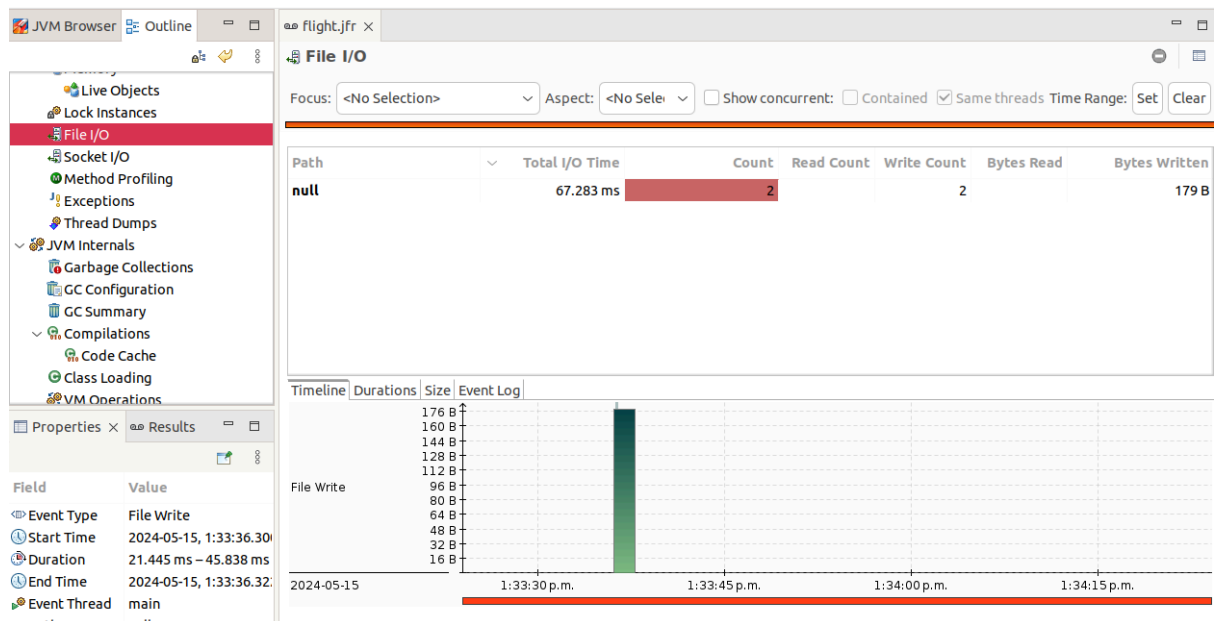 JVM Browser Outline
Live Objects
Lock Instances
File I/O
Socket I/O
Method Profiling
Exceptions
Thread Dumps
JVM Internals
Garbage Collections
GC Configuration
GC Summary
Compilations
Code Cache
Class Loading
VM Operations
Properties Results
Field Value
Event Type File Write
Start Time 2024-05-15, 1:33:36.30
Duration 21.445 ms – 45.838 ms
End Time 2024-05-15, 1:33:36.32
Event Thread main
flight.jfr
File I/O
Focus: <No Selection> Aspect: <No Sele Show concurrent: Contained Same threads Time Range: Set Clear
Path Total I/O Time Count Read Count Write Count Bytes Read Bytes Written
null 67.283 ms 2 2 179 B
Timeline Durations Size Event Log
176 B
160 B
144 B
128 B
112 B
File Write 96 B
80 B
64 B
48 B
32 B
16 B
2024-05-15 1:33:30 p.m. 1:33:45 p.m. 1:34:00 p.m. 1:34:15 p.m.